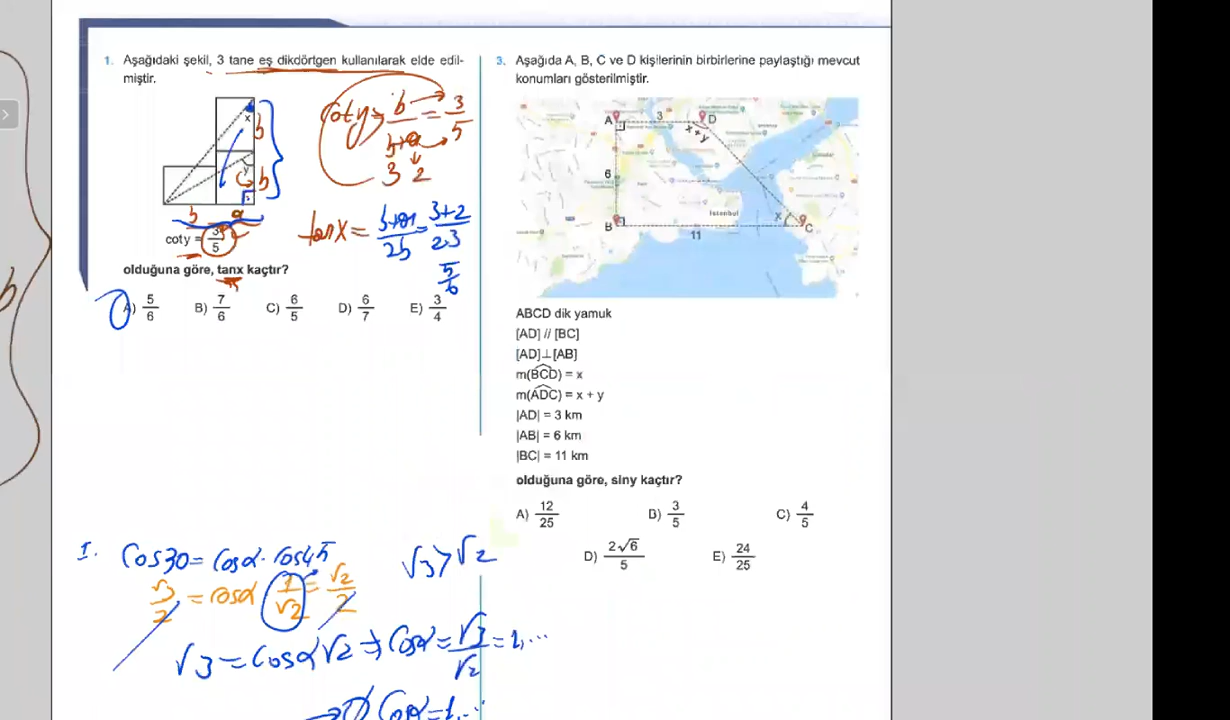 1. Aşağıdaki şekil, 3 tane eş dikdörtgen kullanılarak elde edil-
miştir.
x
y
b
b
b
a
coty = b/b+a = 3/5
3 2
tanx = b+a/2b = 3+2/2.3
5/6
coty = 3/5
olduğuna göre, tanx kaçtır?
A) 5/6 B) 7/6 C) 6/5 D) 6/7 E) 3/4
I. Cos30 = Cosα . Cos45
√3/2 = cosα 1/√2 = √2/2
√3 > √2
√3 = Cosα √2 ⇒ Cosα = √3/√2 = 1,...
Cosα = 1,...
3. Aşağıda A, B, C ve D kişilerinin birbirlerine paylaştığı mevcut
konumları gösterilmiştir.
A 3 D
x + y
6
İstanbul
B 11 x C
ABCD dik yamuk
[AD] // [BC]
[AD]⊥[AB]
m(BCD) = x
m(ADC) = x + y
|AD| = 3 km
|AB| = 6 km
|BC| = 11 km
olduğuna göre, siny kaçtır?
A) 12/25 B) 3/5 C) 4/5
D) 2√6/5 E) 24/25